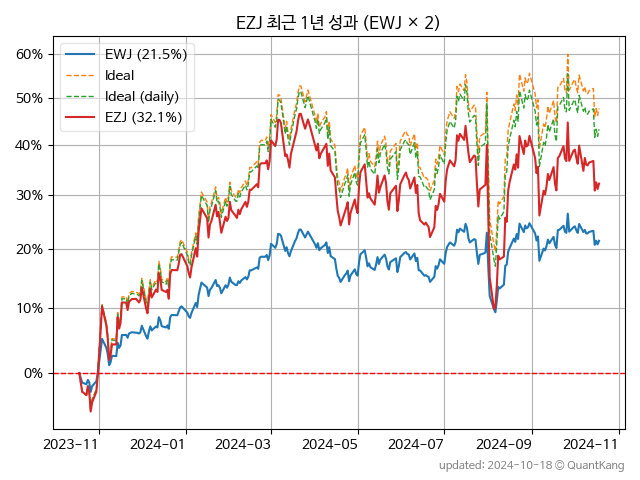 EZJ 최근 1년 성과 (EWJ × 2)
EWJ (21.5%)
Ideal
Ideal (daily)
EZJ (32.1%)
60%
50%
40%
30%
20%
10%
0%
2023−11
2024−01
2024−03
2024−05
2024−07
2024−09
2024−11
updated: 2024-10-18 © QuantKang